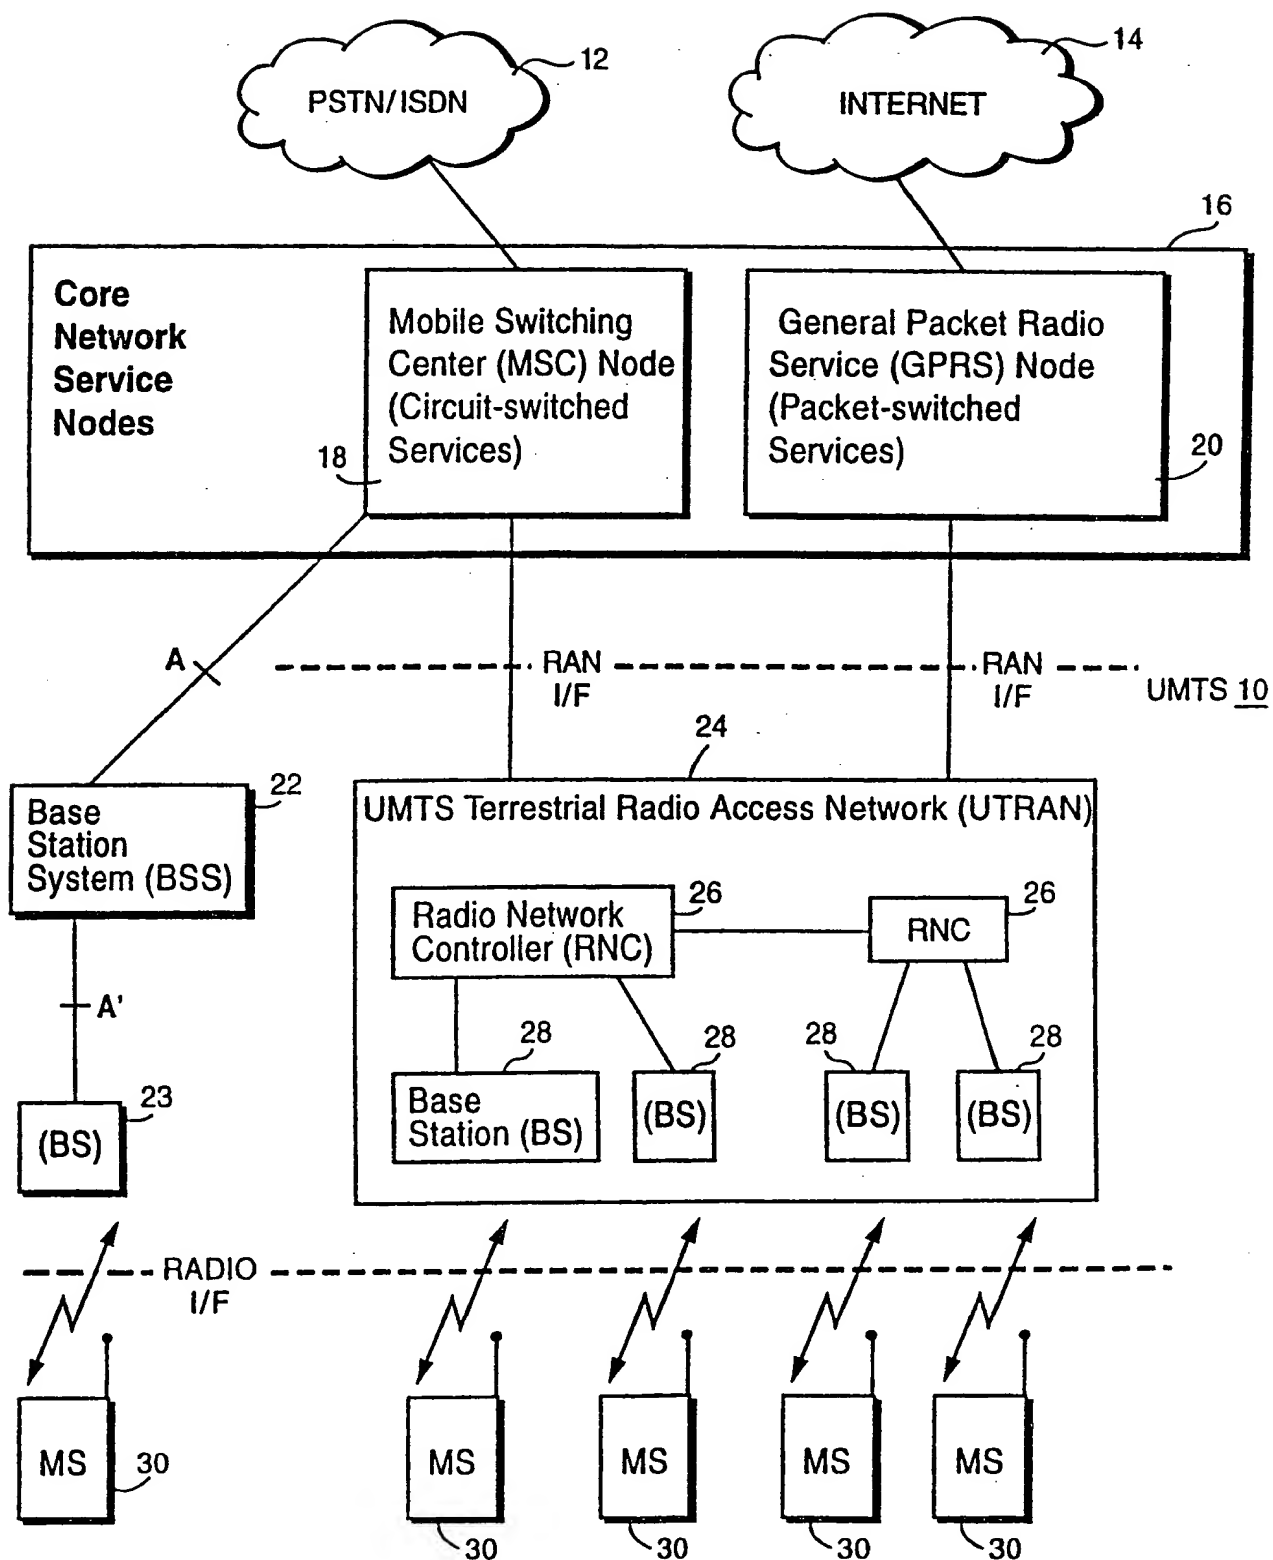 12
14
PSTN/ISDN
INTERNET
16
Core
Network
Service
Nodes
Mobile Switching
Center (MSC) Node
(Circuit-switched
Services)
18
General Packet Radio
Service (GPRS) Node
(Packet-switched
Services)
20
A
RAN
I/F
RAN
I/F
UMTS 10
24
22
Base
Station
System (BSS)
UMTS Terrestrial Radio Access Network (UTRAN)
26
Radio Network
Controller (RNC)
26
RNC
A'
28
28
28
28
Base
Station (BS)
(BS)
(BS)
(BS)
23
(BS)
RADIO
I/F
MS
30
MS
30
MS
30
MS
30
MS
30